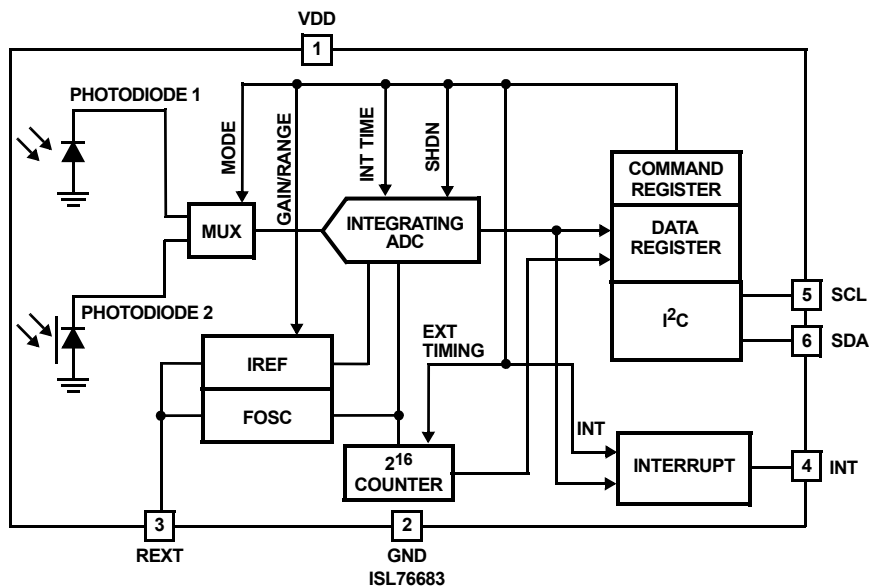 VDD
1
PHOTODIODE 1
MODE
GAIN/RANGE
INT TIME
SHDN
COMMAND
REGISTER
MUX
INTEGRATING
ADC
DATA
REGISTER
PHOTODIODE 2
I²C
5 SCL
6 SDA
EXT
TIMING
IREF
FOSC
INT
2¹⁶
COUNTER
INTERRUPT
4 INT
3
REXT
2
GND
ISL76683